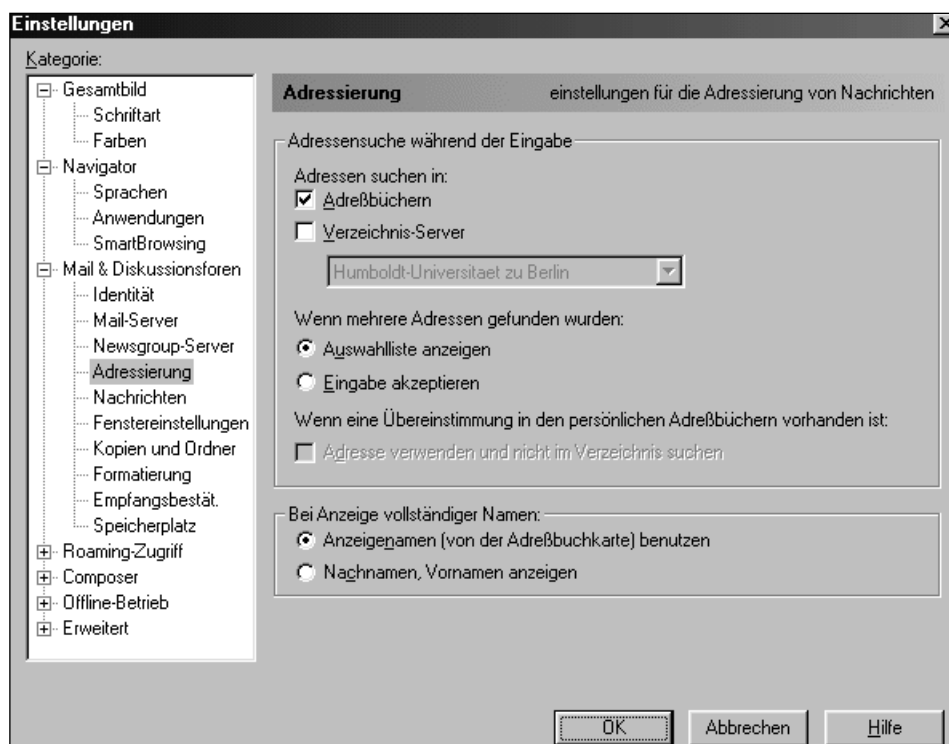 Einstellungen
Kategorie:
Gesamtbild
Schriftart
Farben
Navigator
Sprachen
Anwendungen
SmartBrowsing
Mail & Diskussionsforen
Identität
Mail-Server
Newsgroup-Server
Adressierung
Nachrichten
Fenstereinstellungen
Kopien und Ordner
Formatierung
Empfangsbestät.
Speicherplatz
Roaming-Zugriff
Composer
Offline-Betrieb
Erweitert
Adressierung einstellungen für die Adressierung von Nachrichten
Adressensuche während der Eingabe
Adressen suchen in:
Adreßbüchern
Verzeichnis-Server
Humboldt-Universitaet zu Berlin
Wenn mehrere Adressen gefunden wurden:
Auswahlliste anzeigen
Eingabe akzeptieren
Wenn eine Übereinstimmung in den persönlichen Adreßbüchern vorhanden ist:
Adresse verwenden und nicht im Verzeichnis suchen
Bei Anzeige vollständiger Namen:
Anzeigenamen (von der Adreßbuchkarte) benutzen
Nachnamen, Vornamen anzeigen
OK Abbrechen Hilfe